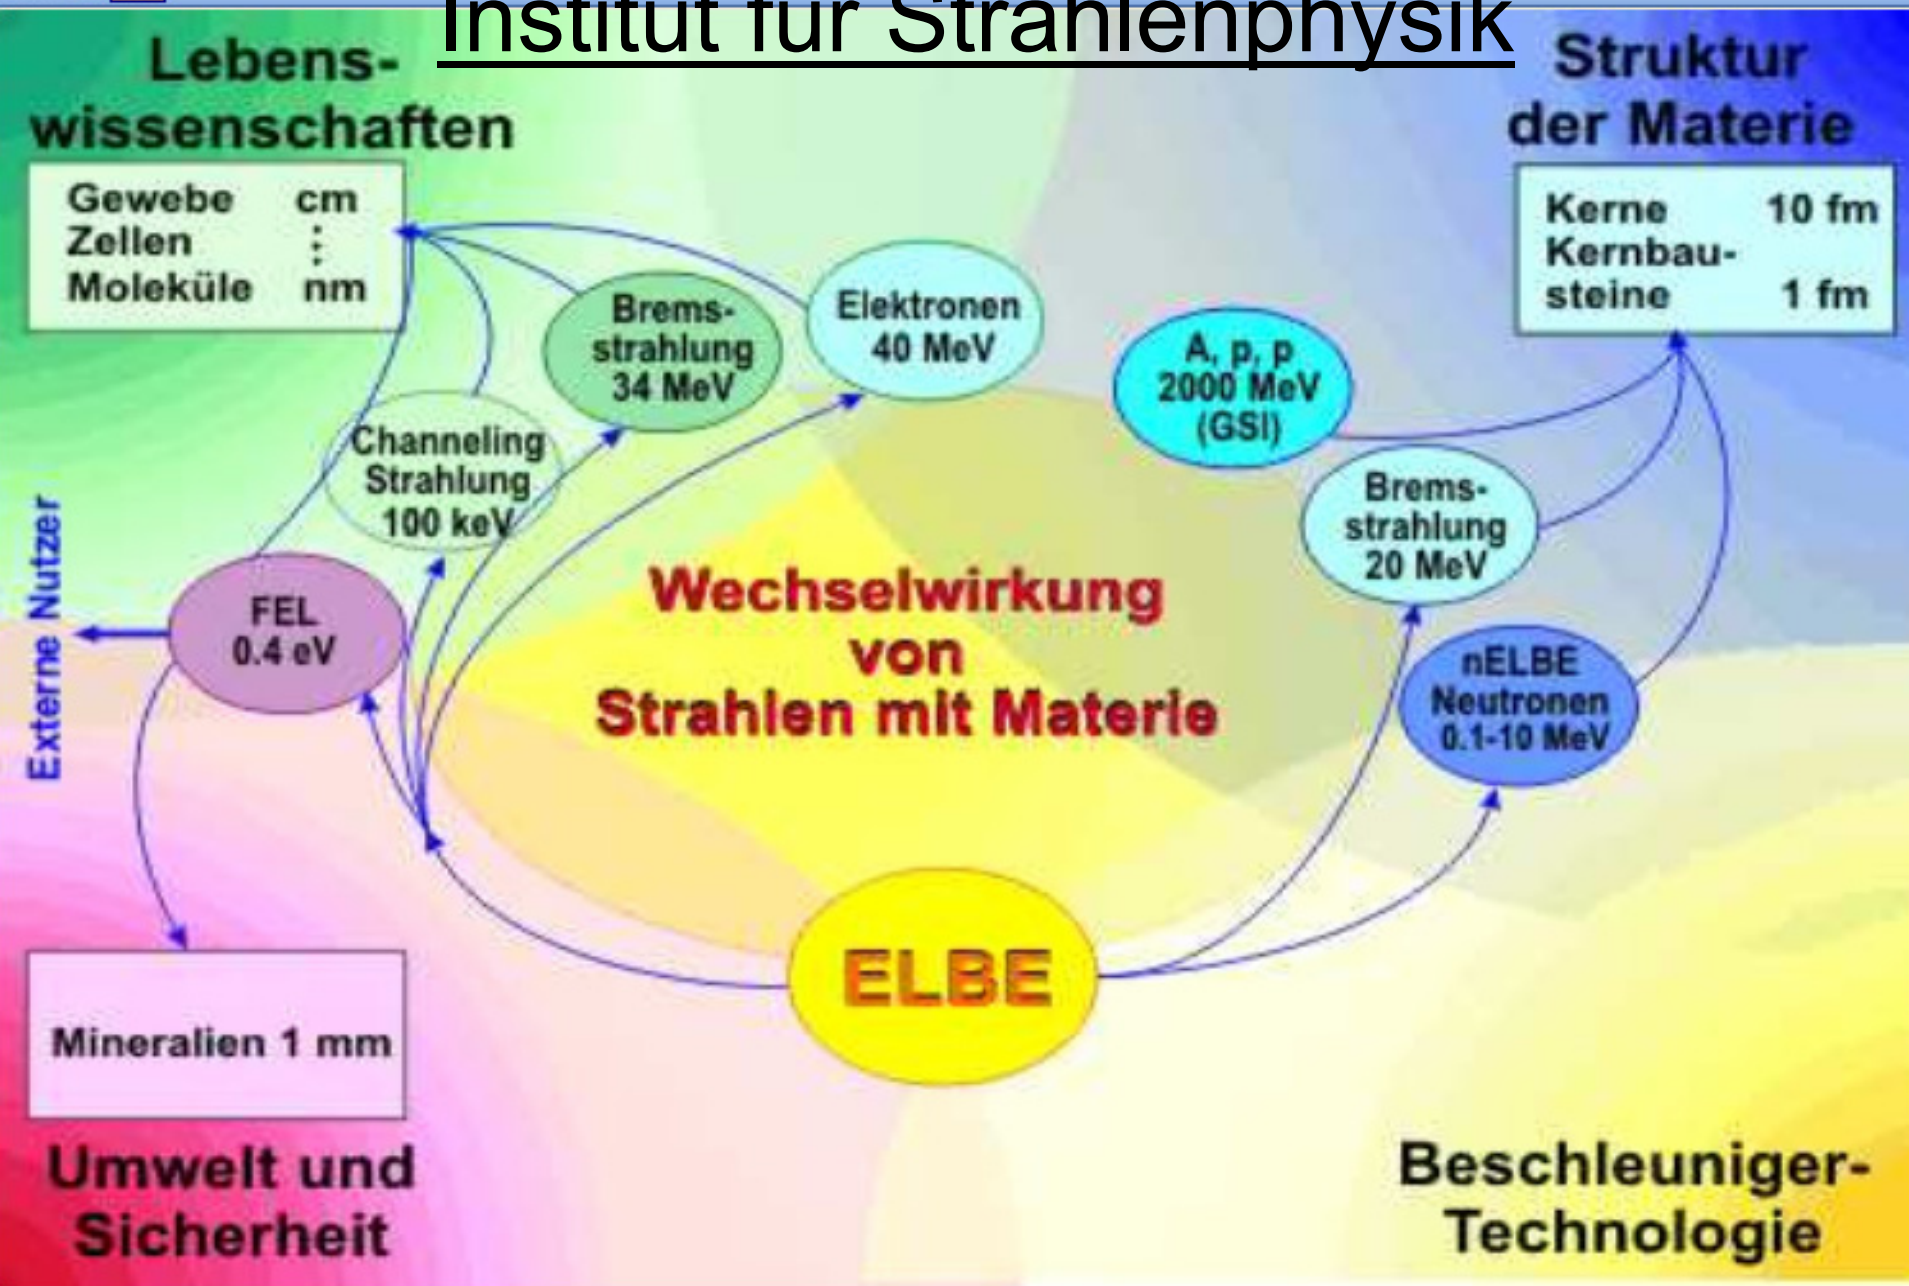 Institut für Strahlenphysik
Lebens-
wissenschaften
Gewebe cm
Zellen ⋮
Moleküle nm
Struktur
der Materie
Kerne 10 fm
Kernbau-
steine 1 fm
Elektronen
40 MeV
Brems-
strahlung
34 MeV
A, p, p
2000 MeV
(GSI)
Channeling
Strahlung
100 keV
Brems-
strahlung
20 MeV
Externe Nutzer
FEL
0.4 eV
Wechselwirkung
von
Strahlen mit Materie
nELBE
Neutronen
0.1-10 MeV
ELBE
Mineralien 1 mm
Umwelt und
Sicherheit
Beschleuniger-
Technologie